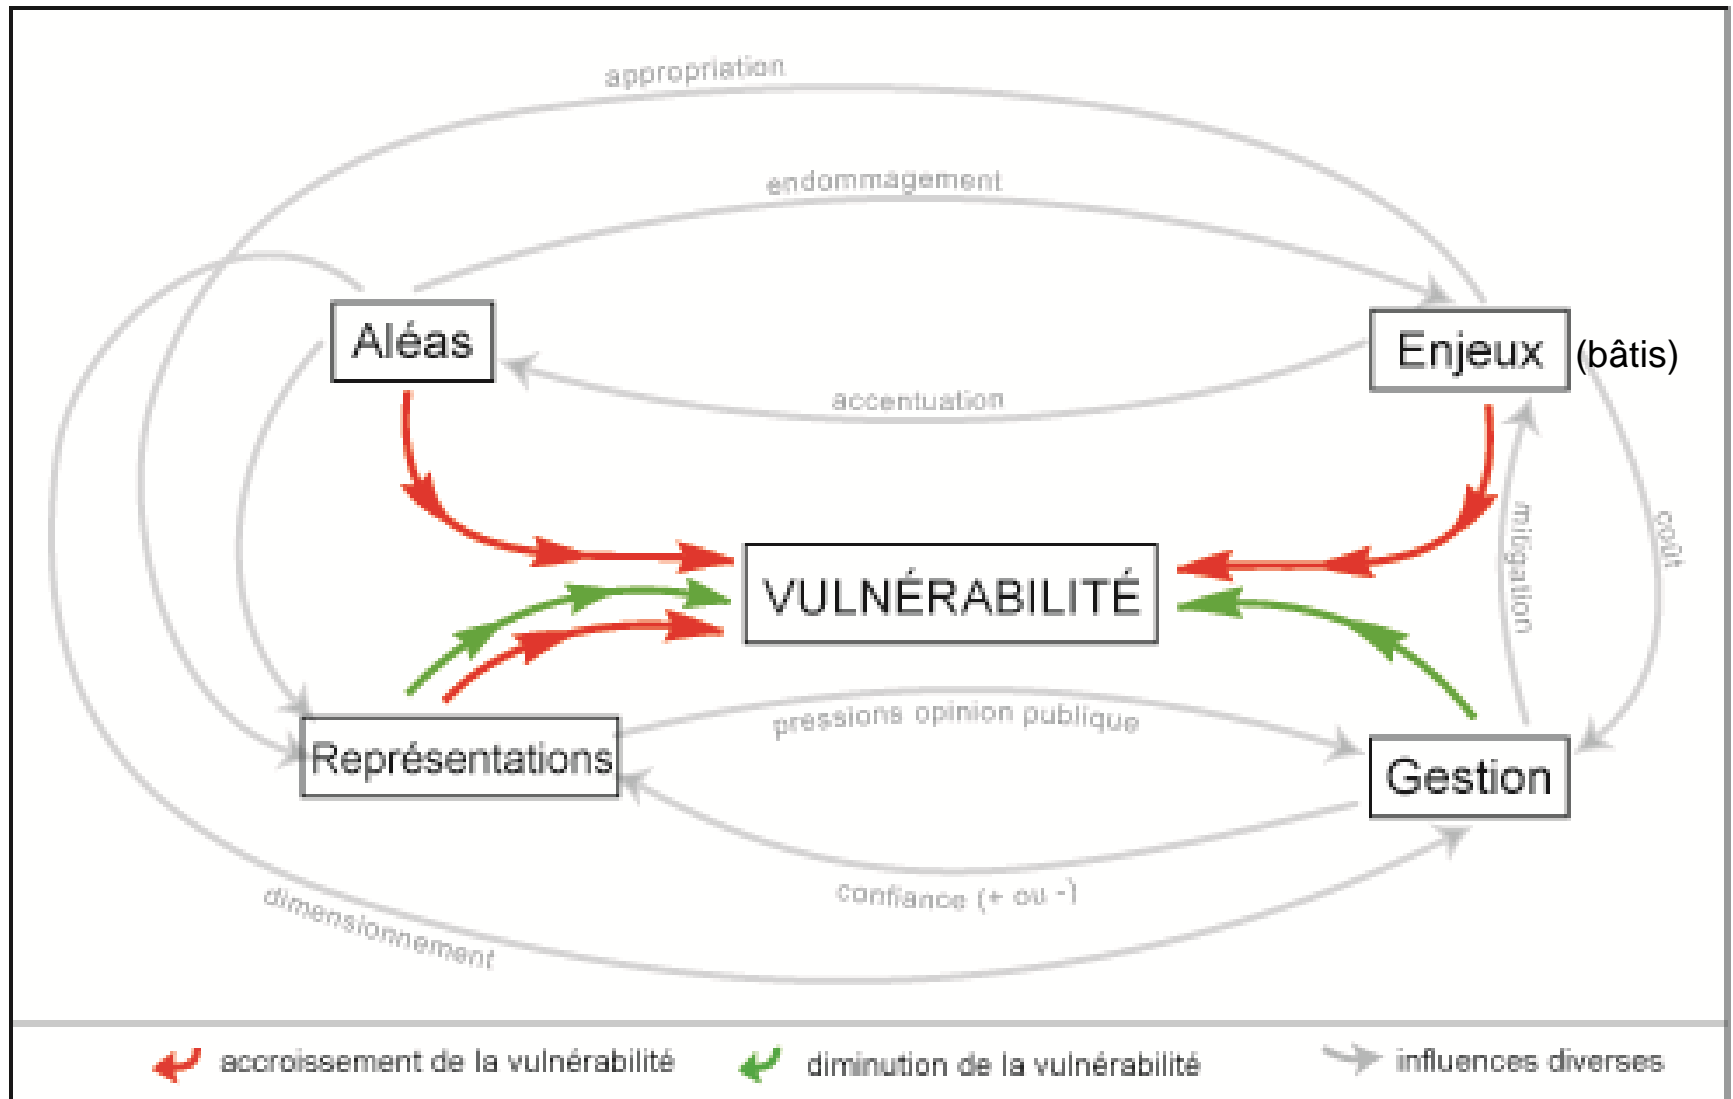 appropriation
endommagement
Aléas
Enjeux (bâtis)
accentuation
mitigation
coût
VULNÉRABILITÉ
pressions opinion publique
Représentations
Gestion
confiance (+ ou -)
dimensionnement
accroissement de la vulnérabilité
diminution de la vulnérabilité
influences diverses